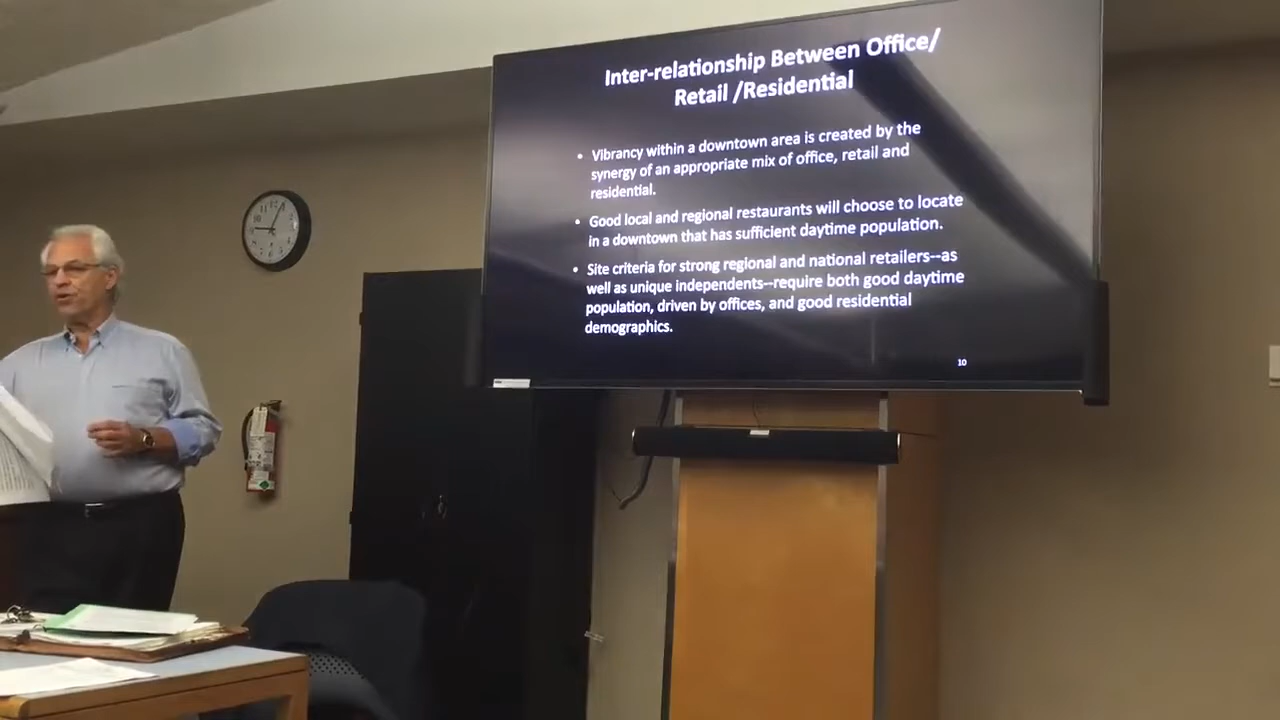 Inter-relationship Between Office/
Retail /Residential
• Vibrancy within a downtown area is created by the
synergy of an appropriate mix of office, retail and
residential.
• Good local and regional restaurants will choose to locate
in a downtown that has sufficient daytime population.
• Site criteria for strong regional and national retailers--as
well as unique independents--require both good daytime
population, driven by offices, and good residential
demographics.
10